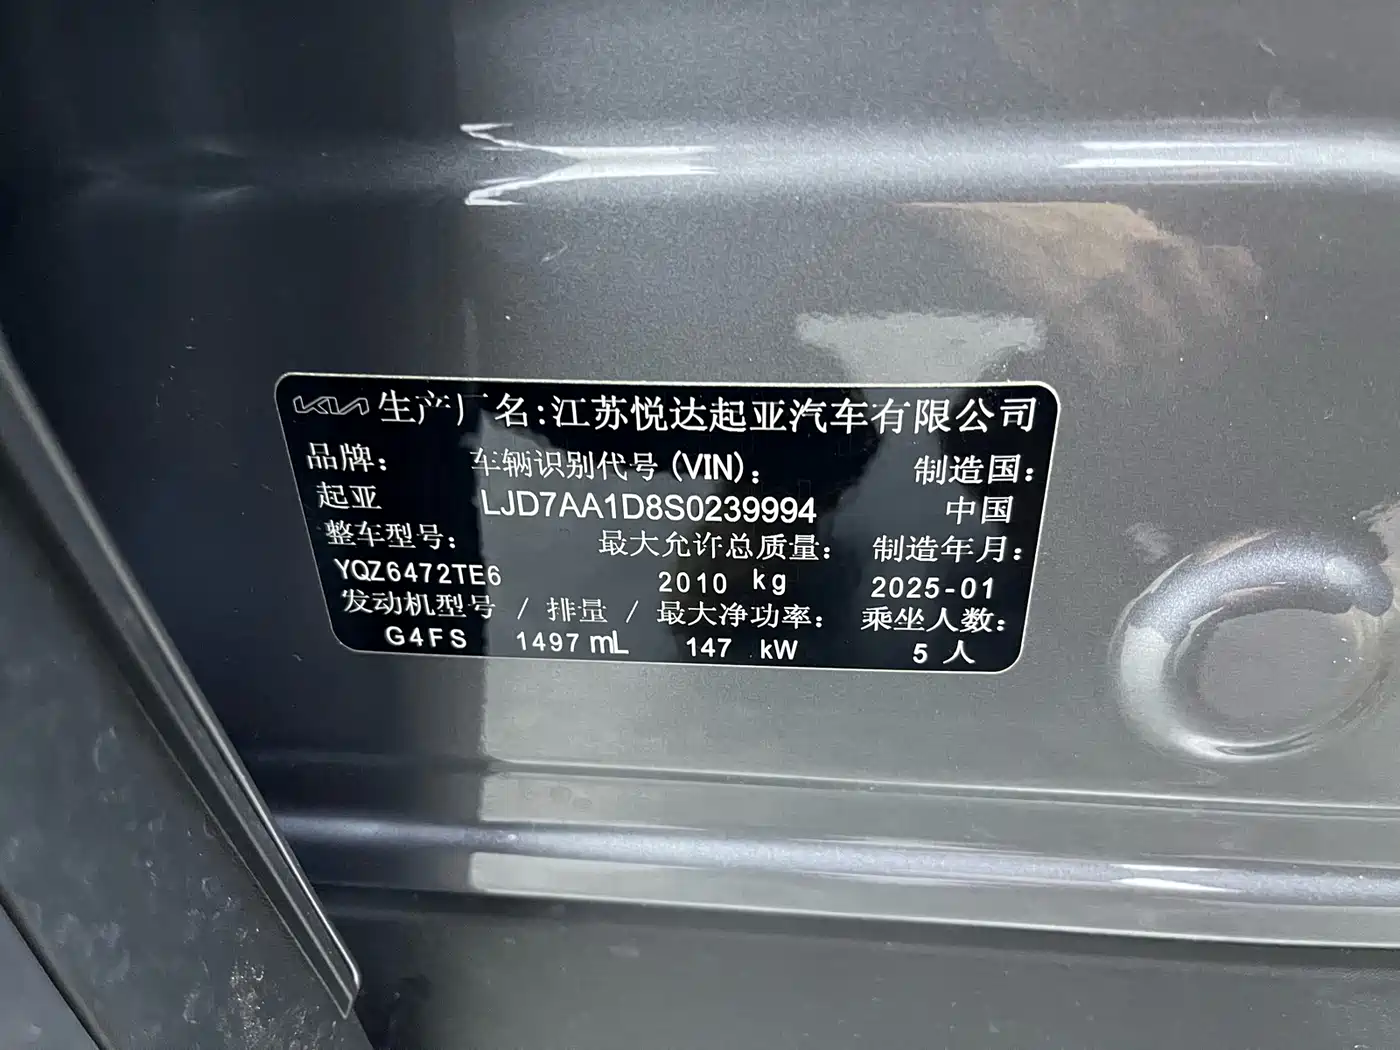 KIA 生产厂名:江苏悦达起亚汽车有限公司
品牌: 车辆识别代号(VIN): 制造国:
起亚 LJD7AA1D8S0239994 中国
整车型号: 最大允许总质量: 制造年月:
YQZ6472TE6 2010 kg 2025-01
发动机型号 / 排量 / 最大净功率: 乘坐人数:
G4FS 1497 mL 147 kW 5 人